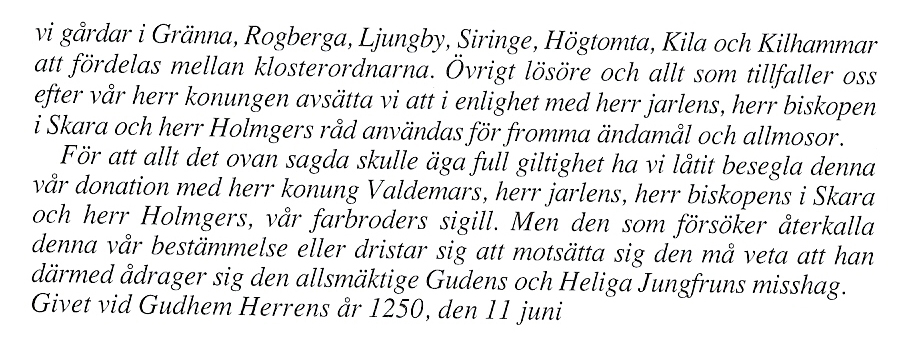 vi gårdar i Gränna, Rogberga, Ljungby, Siringe, Högtomta, Kila och Kilhammar
att fördelas mellan klosterordnarna. Övrigt lösöre och allt som tillfaller oss
efter vår herr konungen avsätta vi att i enlighet med herr jarlens, herr biskopen
i Skara och herr Holmgers råd användas för fromma ändamål och allmosor.
För att allt det ovan sagda skulle äga full giltighet ha vi låtit besegla denna
vår donation med herr konung Valdemars, herr jarlens, herr biskopens i Skara
och herr Holmgers, vår farbroders sigill. Men den som försöker återkalla
denna vår bestämmelse eller dristar sig att motsätta sig den må veta att han
därmed ådrager sig den allsmäktige Gudens och Heliga Jungfruns misshag.
Givet vid Gudhem Herrens år 1250, den 11 juni